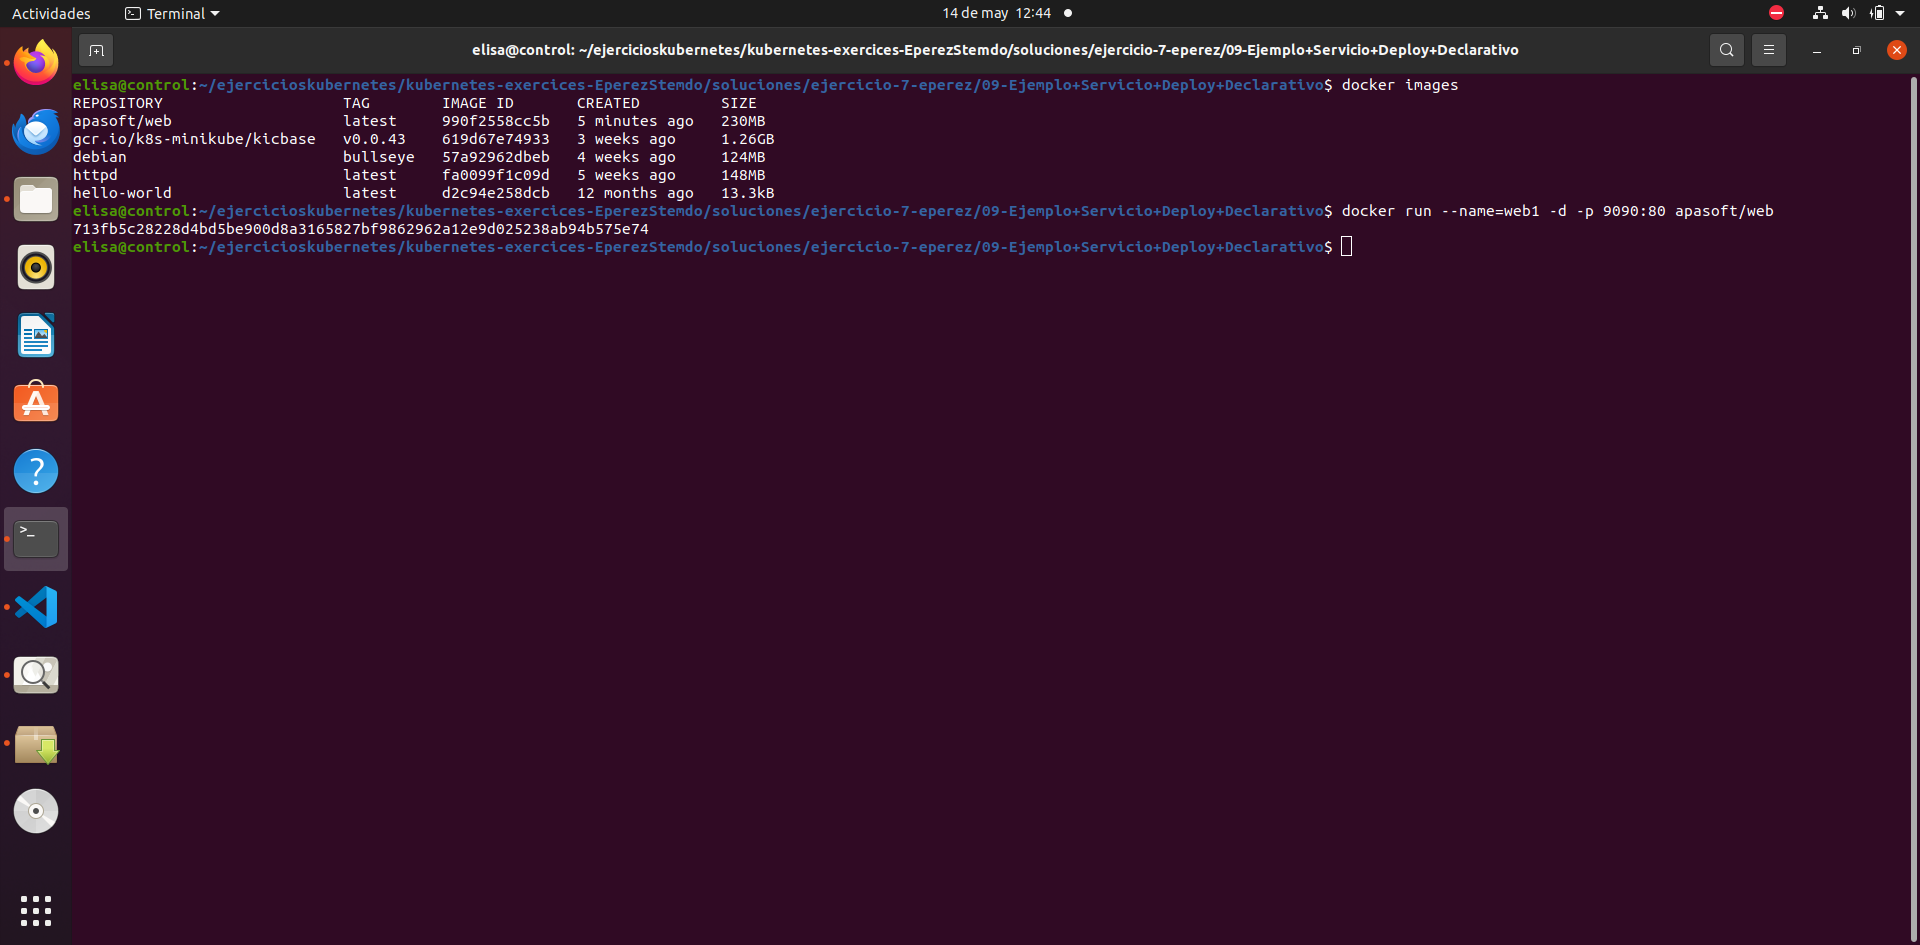 Actividades
Terminal
14 de may 12:44
elisa@control: ~/ejercicioskubernetes/kubernetes-exercices-EperezStemdo/soluciones/ejercicio-7-eperez/09-Ejemplo+Servicio+Deploy+Declarativo
elisa@control:~/ejercicioskubernetes/kubernetes-exercices-EperezStemdo/soluciones/ejercicio-7-eperez/09-Ejemplo+Servicio+Deploy+Declarativo$ docker images
REPOSITORY TAG IMAGE ID CREATED SIZE
apasoft/web latest 990f2558cc5b 5 minutes ago 230MB
gcr.io/k8s-minikube/kicbase v0.0.43 619d67e74933 3 weeks ago 1.26GB
debian bullseye 57a92962dbeb 4 weeks ago 124MB
httpd latest fa0099f1c09d 5 weeks ago 148MB
hello-world latest d2c94e258dcb 12 months ago 13.3kB
elisa@control:~/ejercicioskubernetes/kubernetes-exercices-EperezStemdo/soluciones/ejercicio-7-eperez/09-Ejemplo+Servicio+Deploy+Declarativo$ docker run --name=web1 -d -p 9090:80 apasoft/web
713fb5c28228d4bd5be900d8a3165827bf9862962a12e9d025238ab94b575e74
elisa@control:~/ejercicioskubernetes/kubernetes-exercices-EperezStemdo/soluciones/ejercicio-7-eperez/09-Ejemplo+Servicio+Deploy+Declarativo$